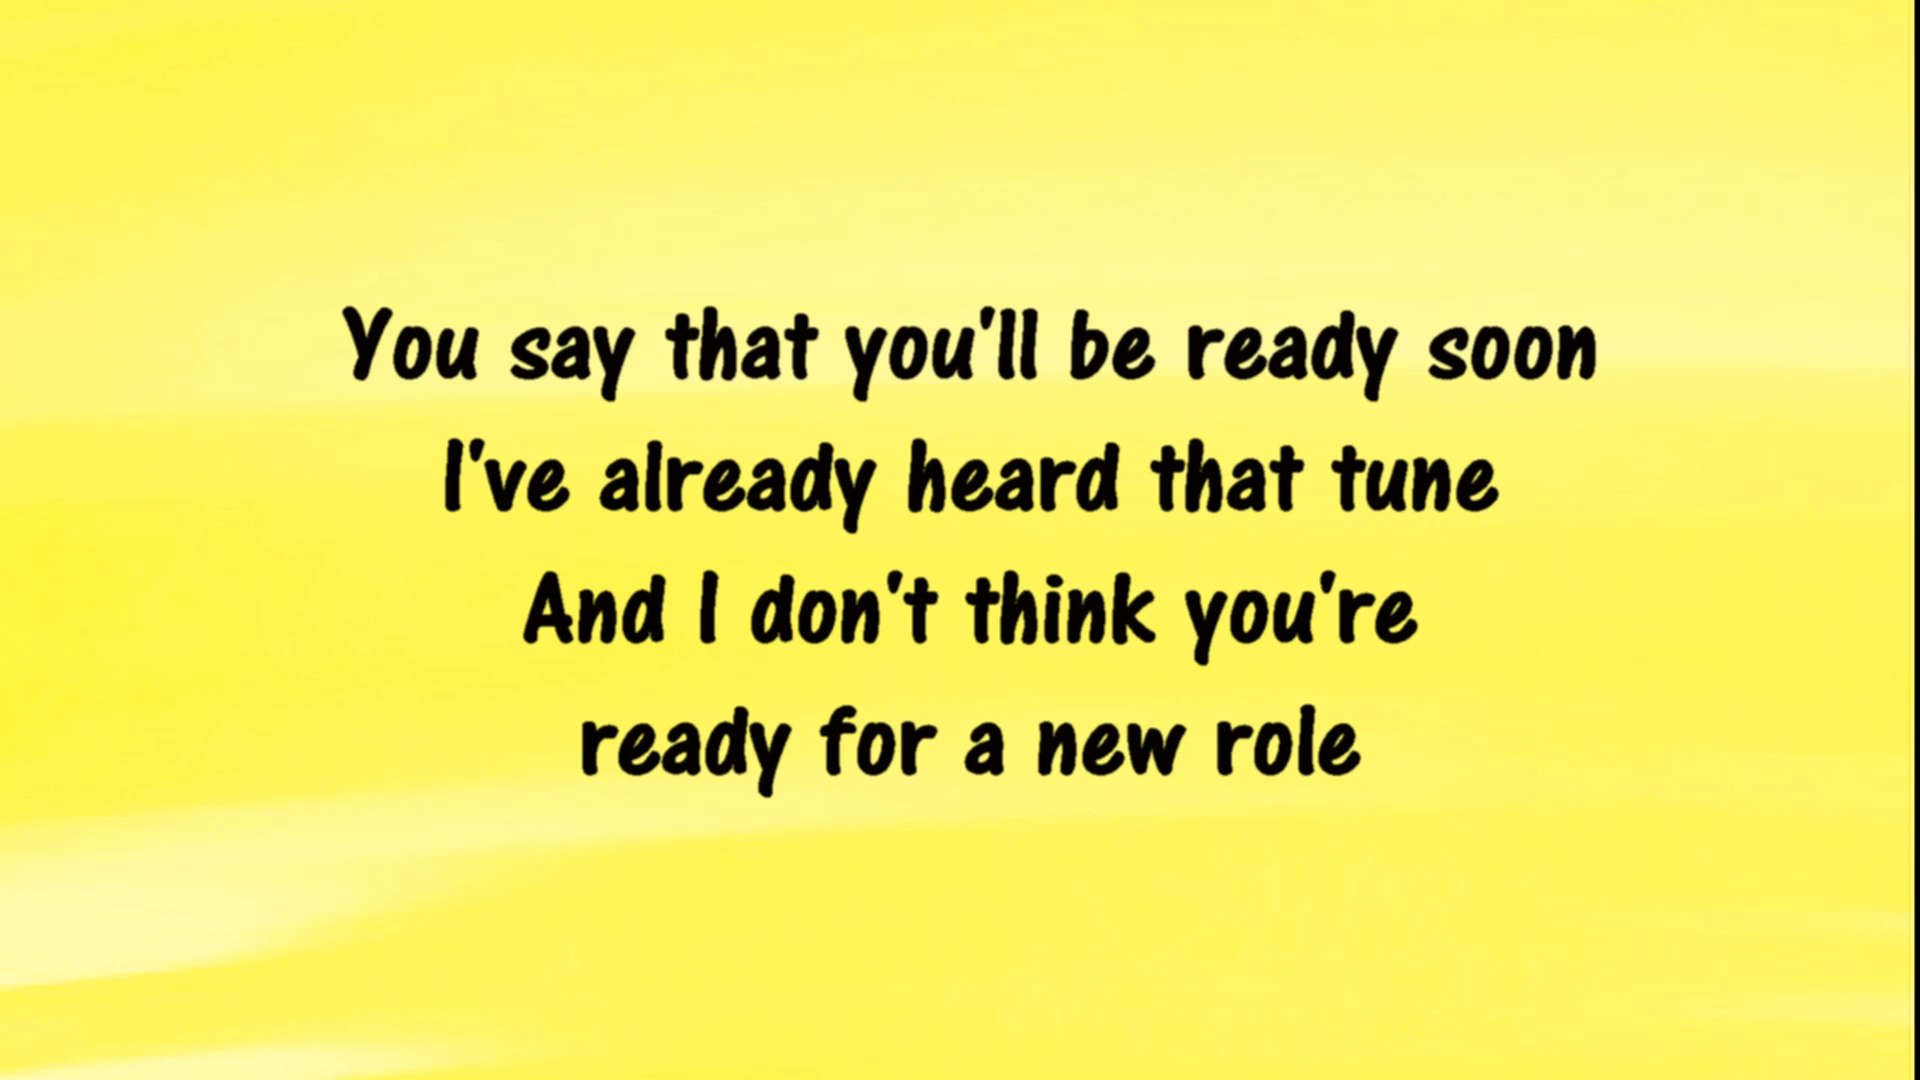 You say that you'll be ready soon
I've already heard that tune
And I don't think you're
ready for a new role